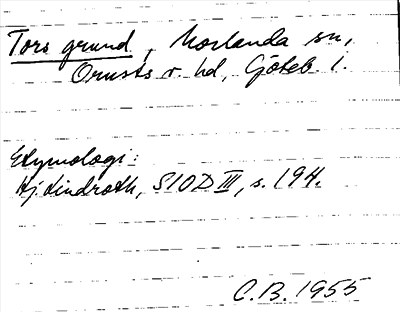 Tors grund, Morlanda sn,
Orusts v. hd, Göteb. l.
Etymologi:
Hj. Lindroth, SIOD III, s. 194.
C.B. 1955